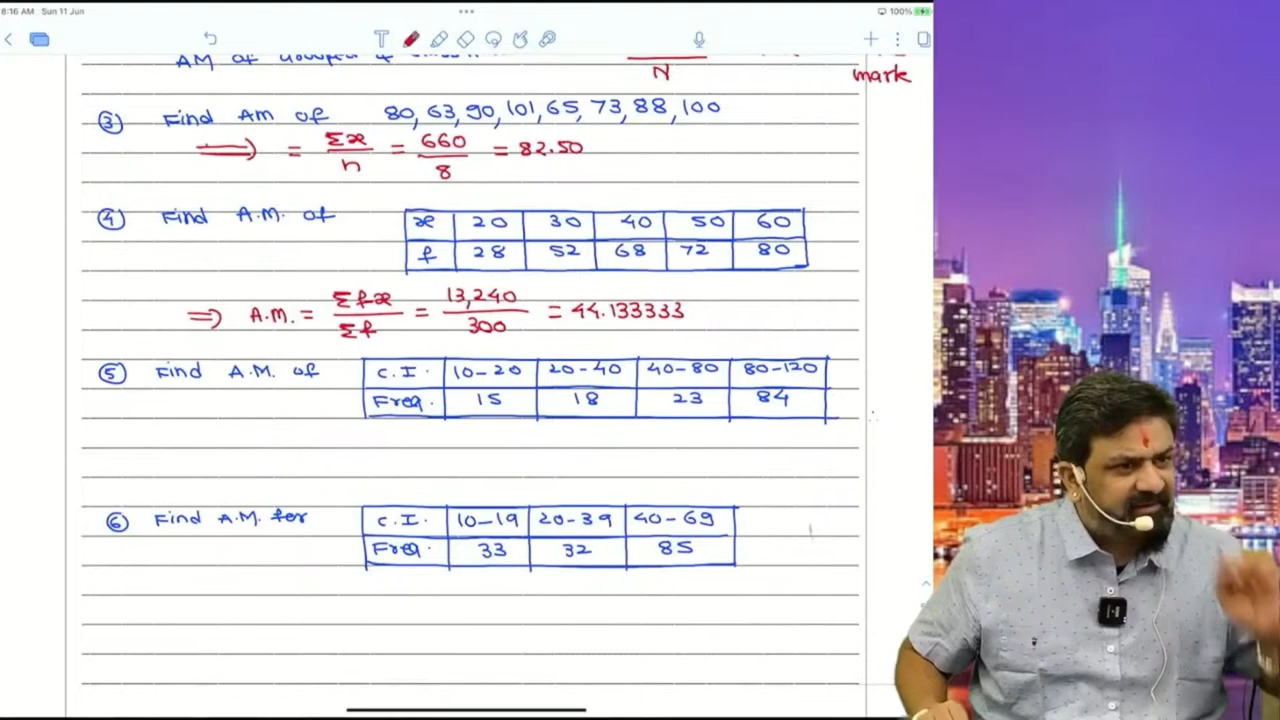 8:16 AM Sun 11 Jun
100%
AM of
N
mark
③ Find Am of 80, 63, 90, 101, 65, 73, 88, 100
⟹ = Σx/n = 660/8 = 82.50
④ Find A.M. of
x 20 30 40 50 60
f 28 52 68 72 80
⇒ A.M. = Σfx/Σf = 13,240/300 = 44.133333
⑤ Find A.M. of
C.I. 10-20 20-40 40-80 80-120
Freq. 15 18 23 84
⑥ Find A.M. for
C.I. 10-19 20-39 40-69
Freq. 33 32 85